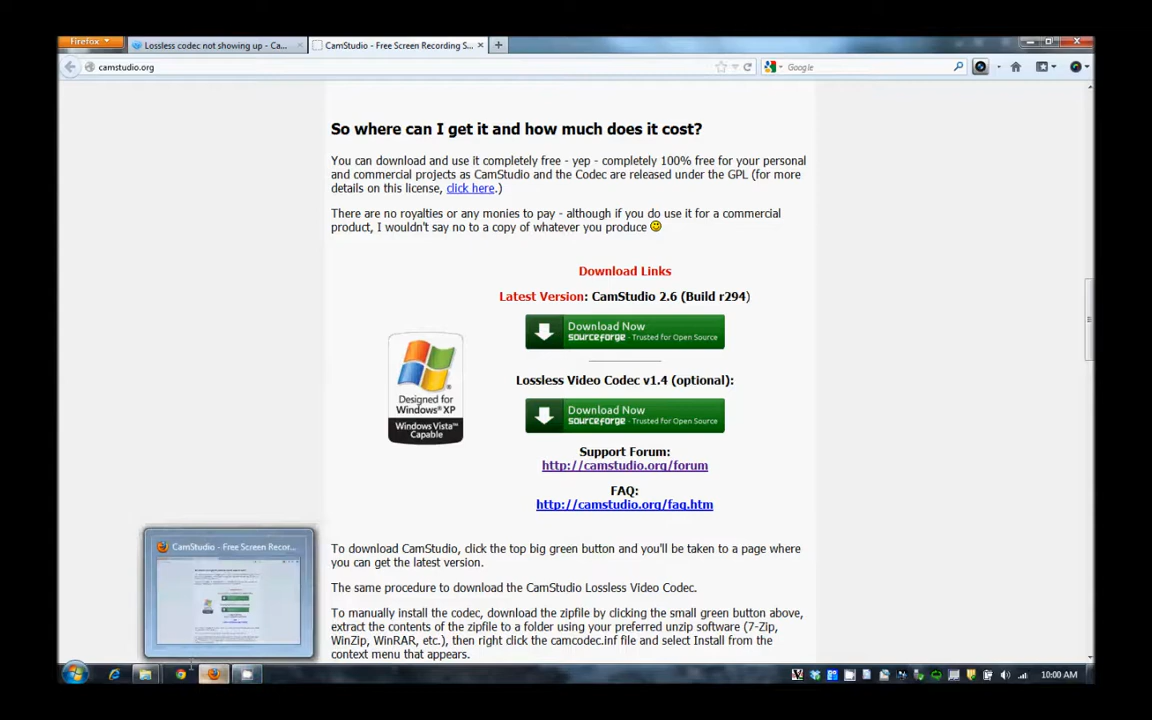 Firefox
Lossless codec not showing up - Ca...
CamStudio - Free Screen Recording S...
camstudio.org
Google
So where can I get it and how much does it cost?
You can download and use it completely free - yep - completely 100% free for your personal
and commercial projects as CamStudio and the Codec are released under the GPL (for more
details on this license, click here.)
There are no royalties or any monies to pay - although if you do use it for a commercial
product, I wouldn't say no to a copy of whatever you produce
Download Links
Latest Version: CamStudio 2.6 (Build r294)
Download Now
sourceforge - Trusted for Open Source
Designed for
Windows® XP
Windows Vista™
Capable
Lossless Video Codec v1.4 (optional):
Download Now
sourceforge - Trusted for Open Source
Support Forum:
http://camstudio.org/forum
FAQ:
http://camstudio.org/faq.htm
CamStudio - Free Screen Recor...
To download CamStudio, click the top big green button and you'll be taken to a page where
you can get the latest version.
The same procedure to download the CamStudio Lossless Video Codec.
To manually install the codec, download the zipfile by clicking the small green button above,
extract the contents of the zipfile to a folder using your preferred unzip software (7-Zip,
WinZip, WinRAR, etc.), then right click the camcodec.inf file and select Install from the
context menu that appears.
10:00 AM